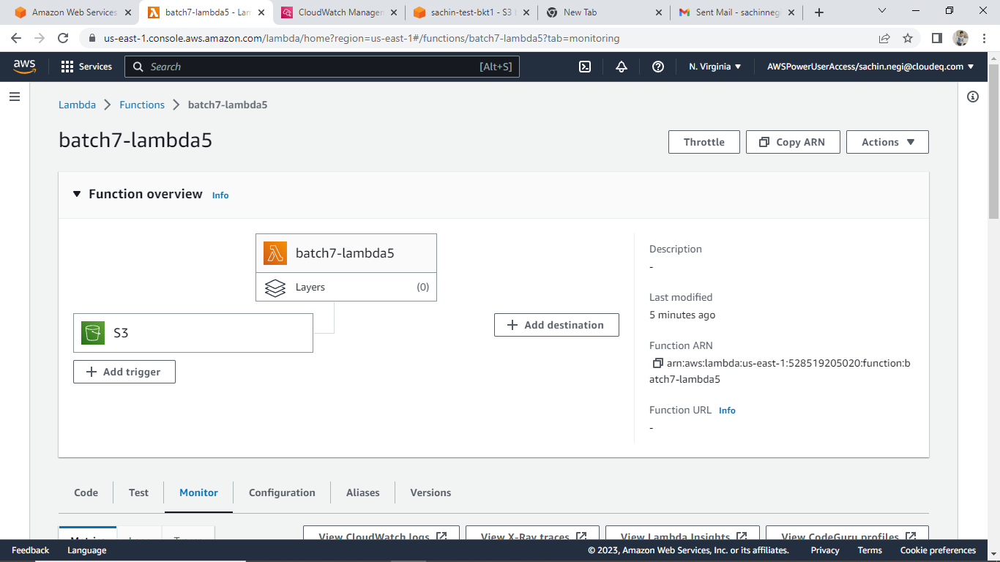 Amazon Web Services
batch7-lambda5 - Lam
CloudWatch Managem
sachin-test-bkt1 - S3 b
New Tab
Sent Mail - sachinneg
us-east-1.console.aws.amazon.com/lambda/home?region=us-east-1#/functions/batch7-lambda5?tab=monitoring
aws
Services
Search
[Alt+S]
N. Virginia
AWSPowerUserAccess/sachin.negi@cloudeq.com
Lambda
Functions
batch7-lambda5
batch7-lambda5
Throttle
Copy ARN
Actions
Function overview Info
batch7-lambda5
Layers (0)
S3
Add trigger
Add destination
Description
-
Last modified
5 minutes ago
Function ARN
arn:aws:lambda:us-east-1:528519205020:function:b
atch7-lambda5
Function URL Info
-
Code
Test
Monitor
Configuration
Aliases
Versions
Metrics
Logs
Traces
View CloudWatch logs
View X-Ray traces
View Lambda Insights
View CodeGuru profiles
Feedback
Language
© 2023, Amazon Web Services, Inc. or its affiliates.
Privacy
Terms
Cookie preferences